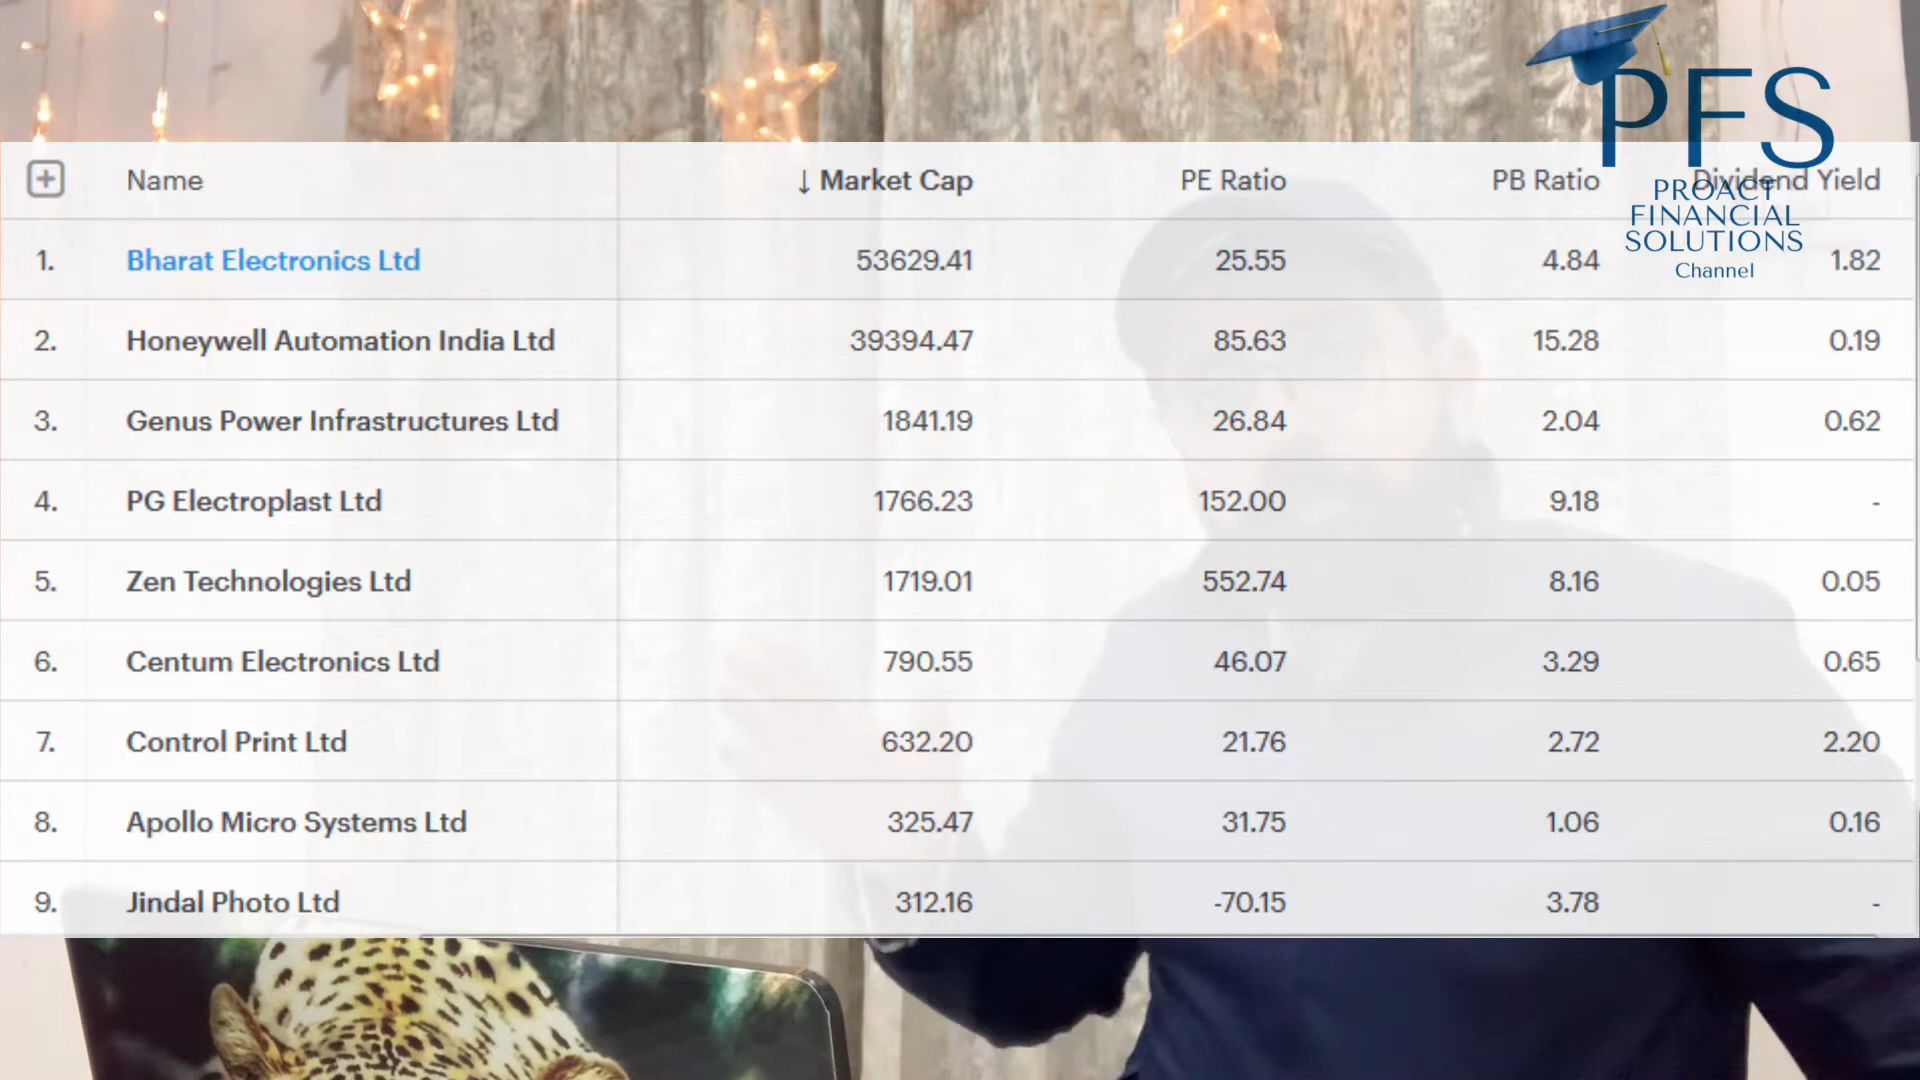 PFS
PROACT
FINANCIAL
SOLUTIONS
Channel
Name ↓ Market Cap PE Ratio PB Ratio Dividend Yield
1. Bharat Electronics Ltd 53629.41 25.55 4.84 1.82
2. Honeywell Automation India Ltd 39394.47 85.63 15.28 0.19
3. Genus Power Infrastructures Ltd 1841.19 26.84 2.04 0.62
4. PG Electroplast Ltd 1766.23 152.00 9.18 -
5. Zen Technologies Ltd 1719.01 552.74 8.16 0.05
6. Centum Electronics Ltd 790.55 46.07 3.29 0.65
7. Control Print Ltd 632.20 21.76 2.72 2.20
8. Apollo Micro Systems Ltd 325.47 31.75 1.06 0.16
9. Jindal Photo Ltd 312.16 -70.15 3.78 -